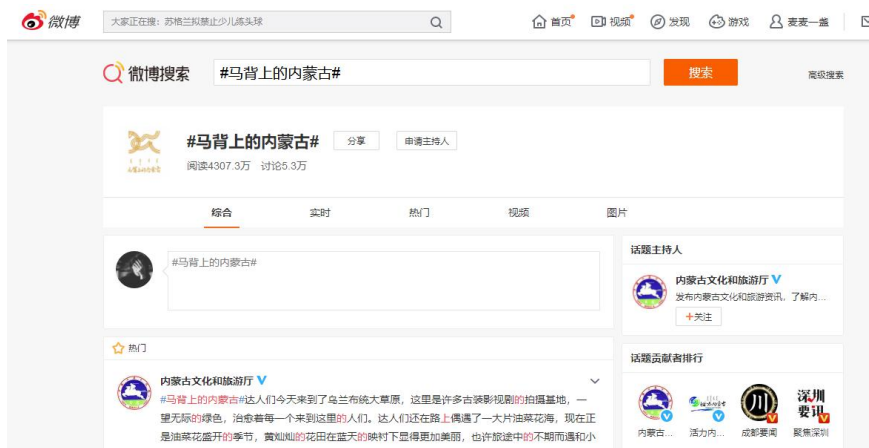 微博
大家正在搜：苏格兰拟禁止少儿练头球
首页
视频
发现
游戏
麦麦一盏
微博搜索
#马背上的内蒙古#
搜索
高级搜索
#马背上的内蒙古#
分享
申请主持人
阅读4307.3万 讨论5.3万
综合
实时
热门
视频
图片
#马背上的内蒙古#
话题主持人
内蒙古文化和旅游厅
发布内蒙古文化和旅游资讯，了解内...
+关注
热门
内蒙古文化和旅游厅
#马背上的内蒙古#达人们今天来到了乌兰布统大草原，这里是许多古装影视剧的拍摄基地，一
望无际的绿色，治愈着每一个来到这里的人们。达人们还在路上偶遇了一大片油菜花海，现在正
是油菜花盛开的季节，黄灿灿的花田在蓝天的映衬下显得更加美丽，也许旅途中的不期而遇和小
话题贡献者排行
川
深圳
要讯
内蒙古...
活力内...
成都要闻
聚焦深圳